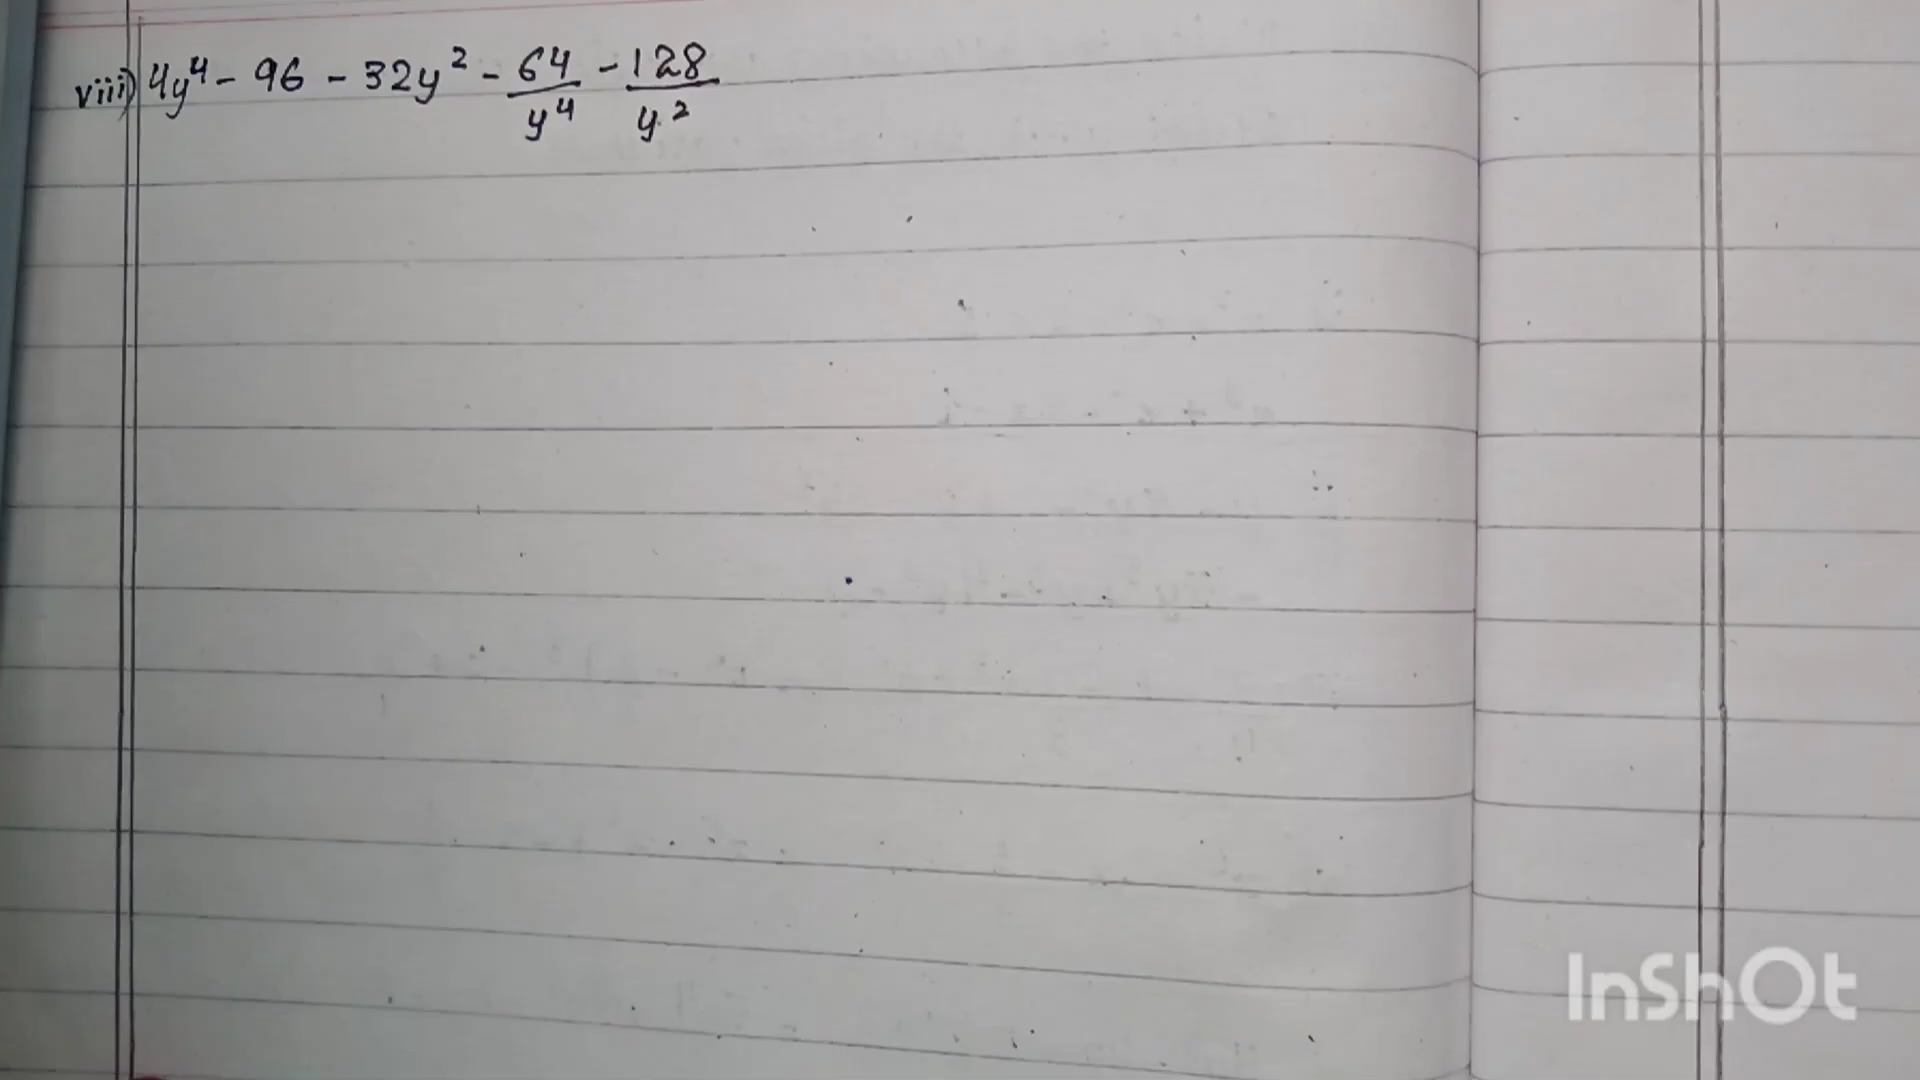 viii) 4y⁴ - 96 - 32y² - 64/y⁴ - 128/y²
InShOt